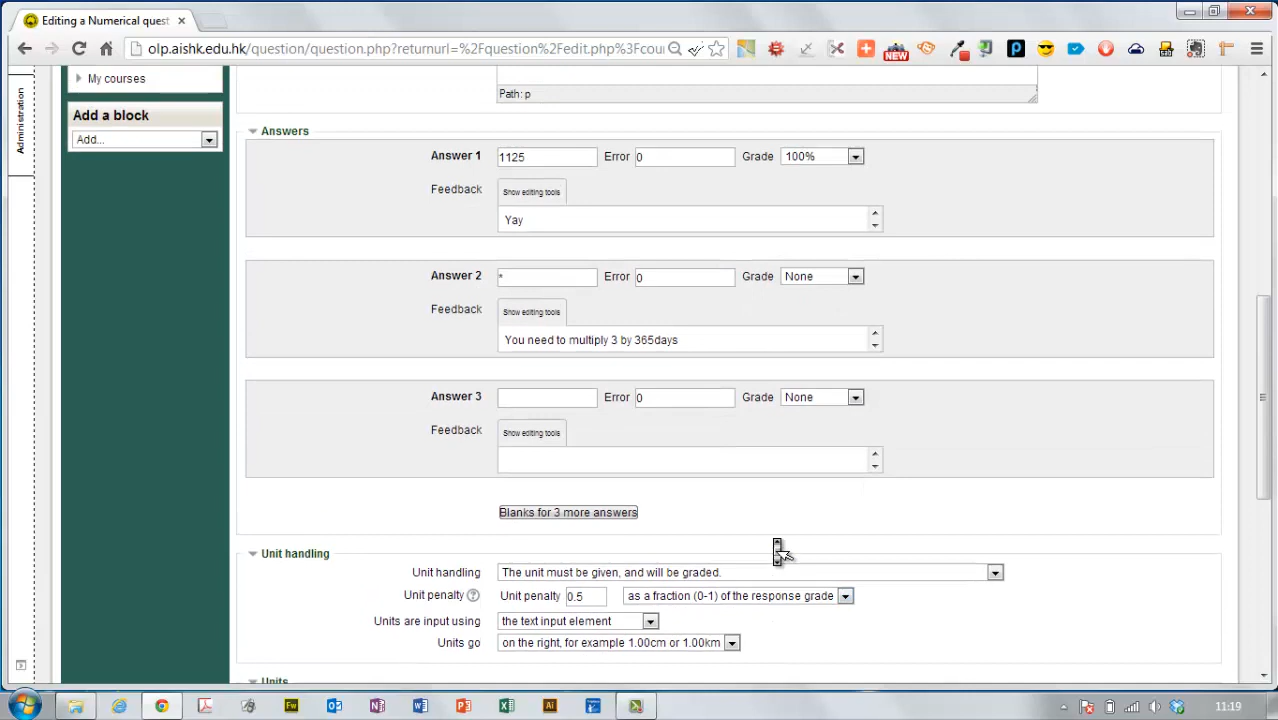 Editing a Numerical quest
olp.aishk.edu.hk/question/question.php?returnurl=%2Fquestion%2Fedit.php%3Fcou
NEW
My courses
Path: p
Administration
Add a block
Add...
Answers
Answer 1 1125 Error 0 Grade 100%
Feedback Show editing tools
Yay
Answer 2 * Error 0 Grade None
Feedback Show editing tools
You need to multiply 3 by 365days
Answer 3 Error 0 Grade None
Feedback Show editing tools
Blanks for 3 more answers
Unit handling
Unit handling The unit must be given, and will be graded.
Unit penalty Unit penalty 0.5 as a fraction (0-1) of the response grade
Units are input using the text input element
Units go on the right, for example 1.00cm or 1.00km
Units
11:19